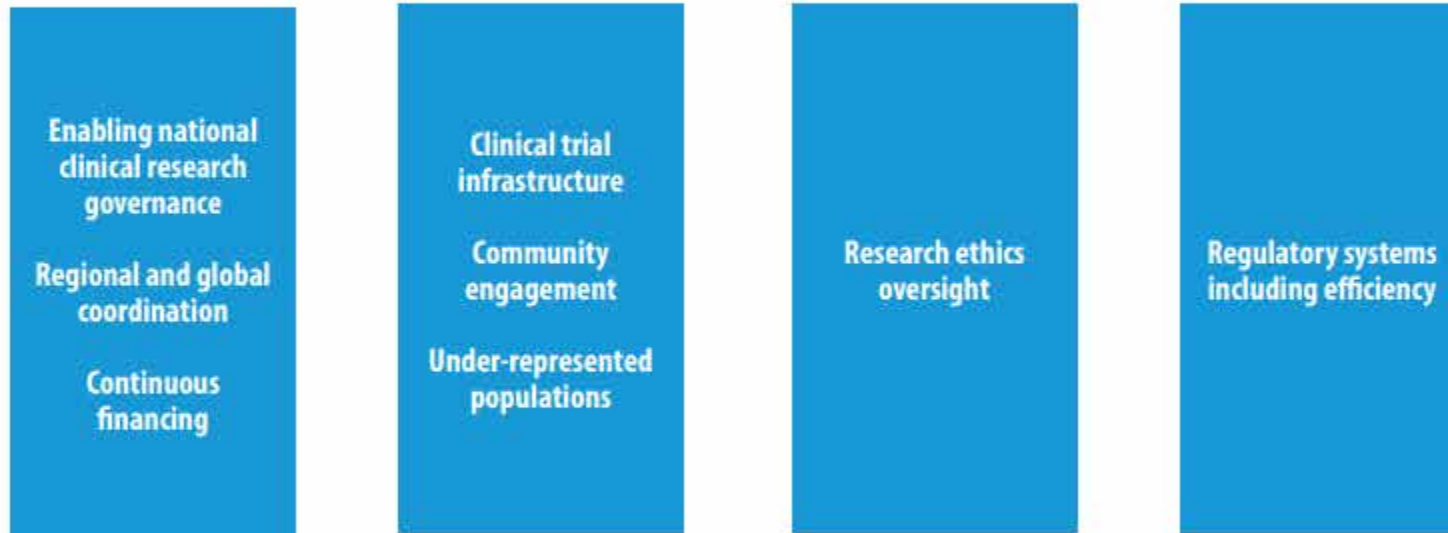 Enabling national
clinical research
governance
Regional and global
coordination
Continuous
financing
Clinical trial
infrastructure
Community
engagement
Under-represented
populations
Research ethics
oversight
Regulatory systems
including efficiency